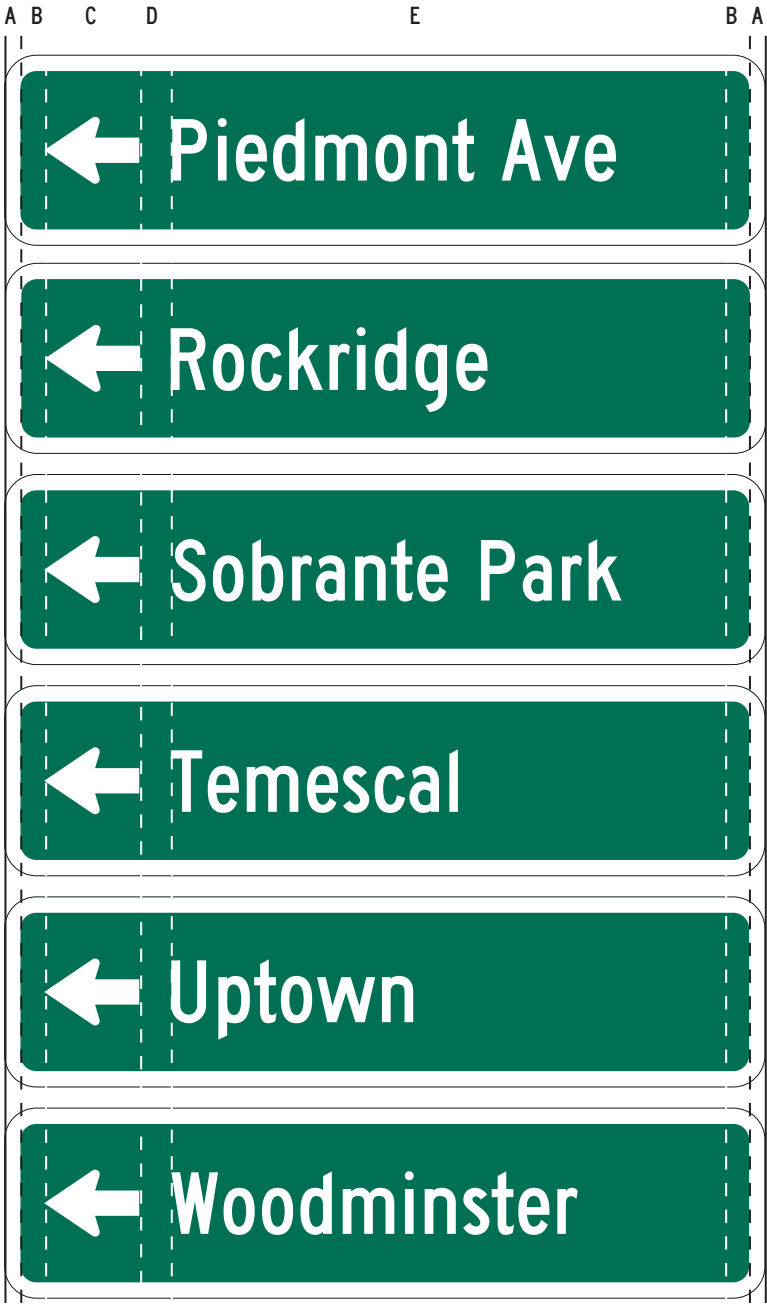 A B C D E B A
Piedmont Ave
Rockridge
Sobrante Park
Temescal
Uptown
Woodminster